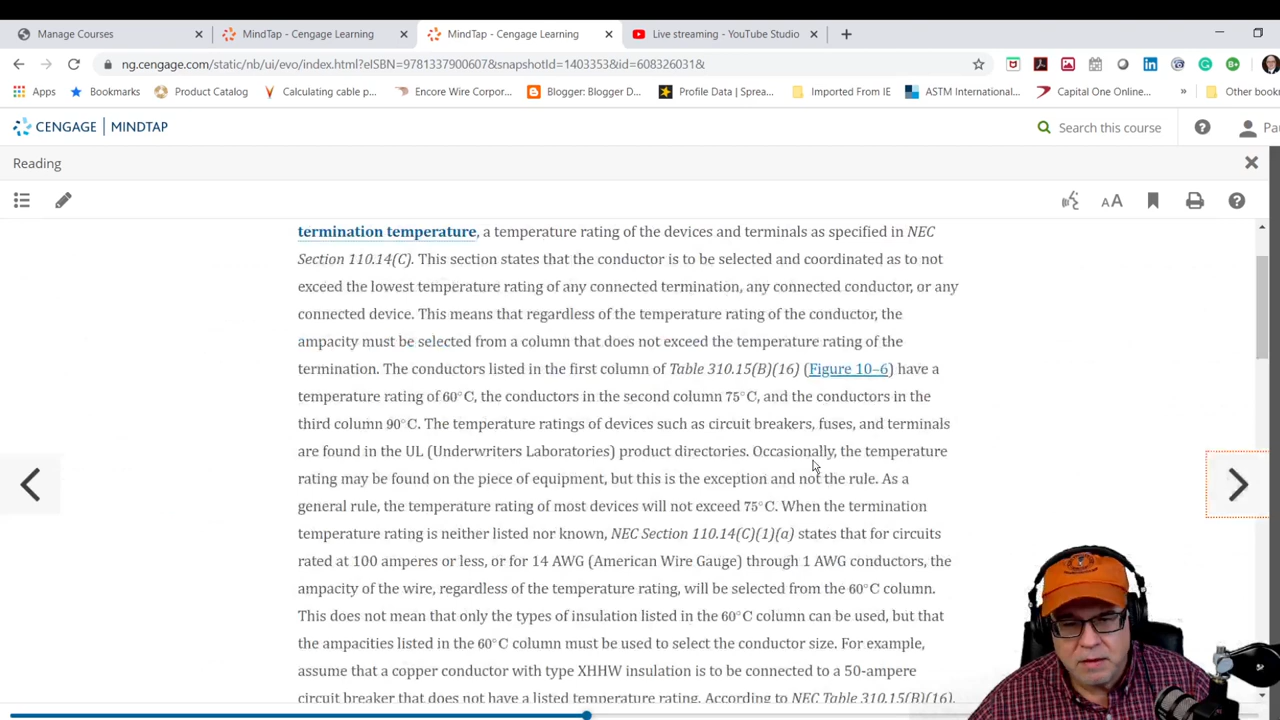 Manage Courses
MindTap - Cengage Learning
MindTap - Cengage Learning
Live streaming - YouTube Studio
ng.cengage.com/static/nb/ui/evo/index.html?eISBN=9781337900607&snapshotId=1403353&id=608326031&
Apps Bookmarks Product Catalog Calculating cable p... Encore Wire Corpor... Blogger: Blogger D... Profile Data - (Sprea... Imported From IE ASTM International... Capital One Online... » Other book
CENGAGE | MINDTAP
Search this course
Pau
Reading
AA
termination temperature, a temperature rating of the devices and terminals as specified in NEC
Section 110.14(C). This section states that the conductor is to be selected and coordinated as to not
exceed the lowest temperature rating of any connected termination, any connected conductor, or any
connected device. This means that regardless of the temperature rating of the conductor, the
ampacity must be selected from a column that does not exceed the temperature rating of the
termination. The conductors listed in the first column of Table 310.15(B)(16) (Figure 10–6) have a
temperature rating of 60°C, the conductors in the second column 75°C, and the conductors in the
third column 90°C. The temperature ratings of devices such as circuit breakers, fuses, and terminals
are found in the UL (Underwriters Laboratories) product directories. Occasionally, the temperature
rating may be found on the piece of equipment, but this is the exception and not the rule. As a
general rule, the temperature rating of most devices will not exceed 75°C. When the termination
temperature rating is neither listed nor known, NEC Section 110.14(C)(1)(a) states that for circuits
rated at 100 amperes or less, or for 14 AWG (American Wire Gauge) through 1 AWG conductors, the
ampacity of the wire, regardless of the temperature rating, will be selected from the 60°C column.
This does not mean that only the types of insulation listed in the 60°C column can be used, but that
the ampacities listed in the 60°C column must be used to select the conductor size. For example,
assume that a copper conductor with type XHHW insulation is to be connected to a 50-ampere
circuit breaker that does not have a listed temperature rating. According to NEC Table 310.15(B)(16),